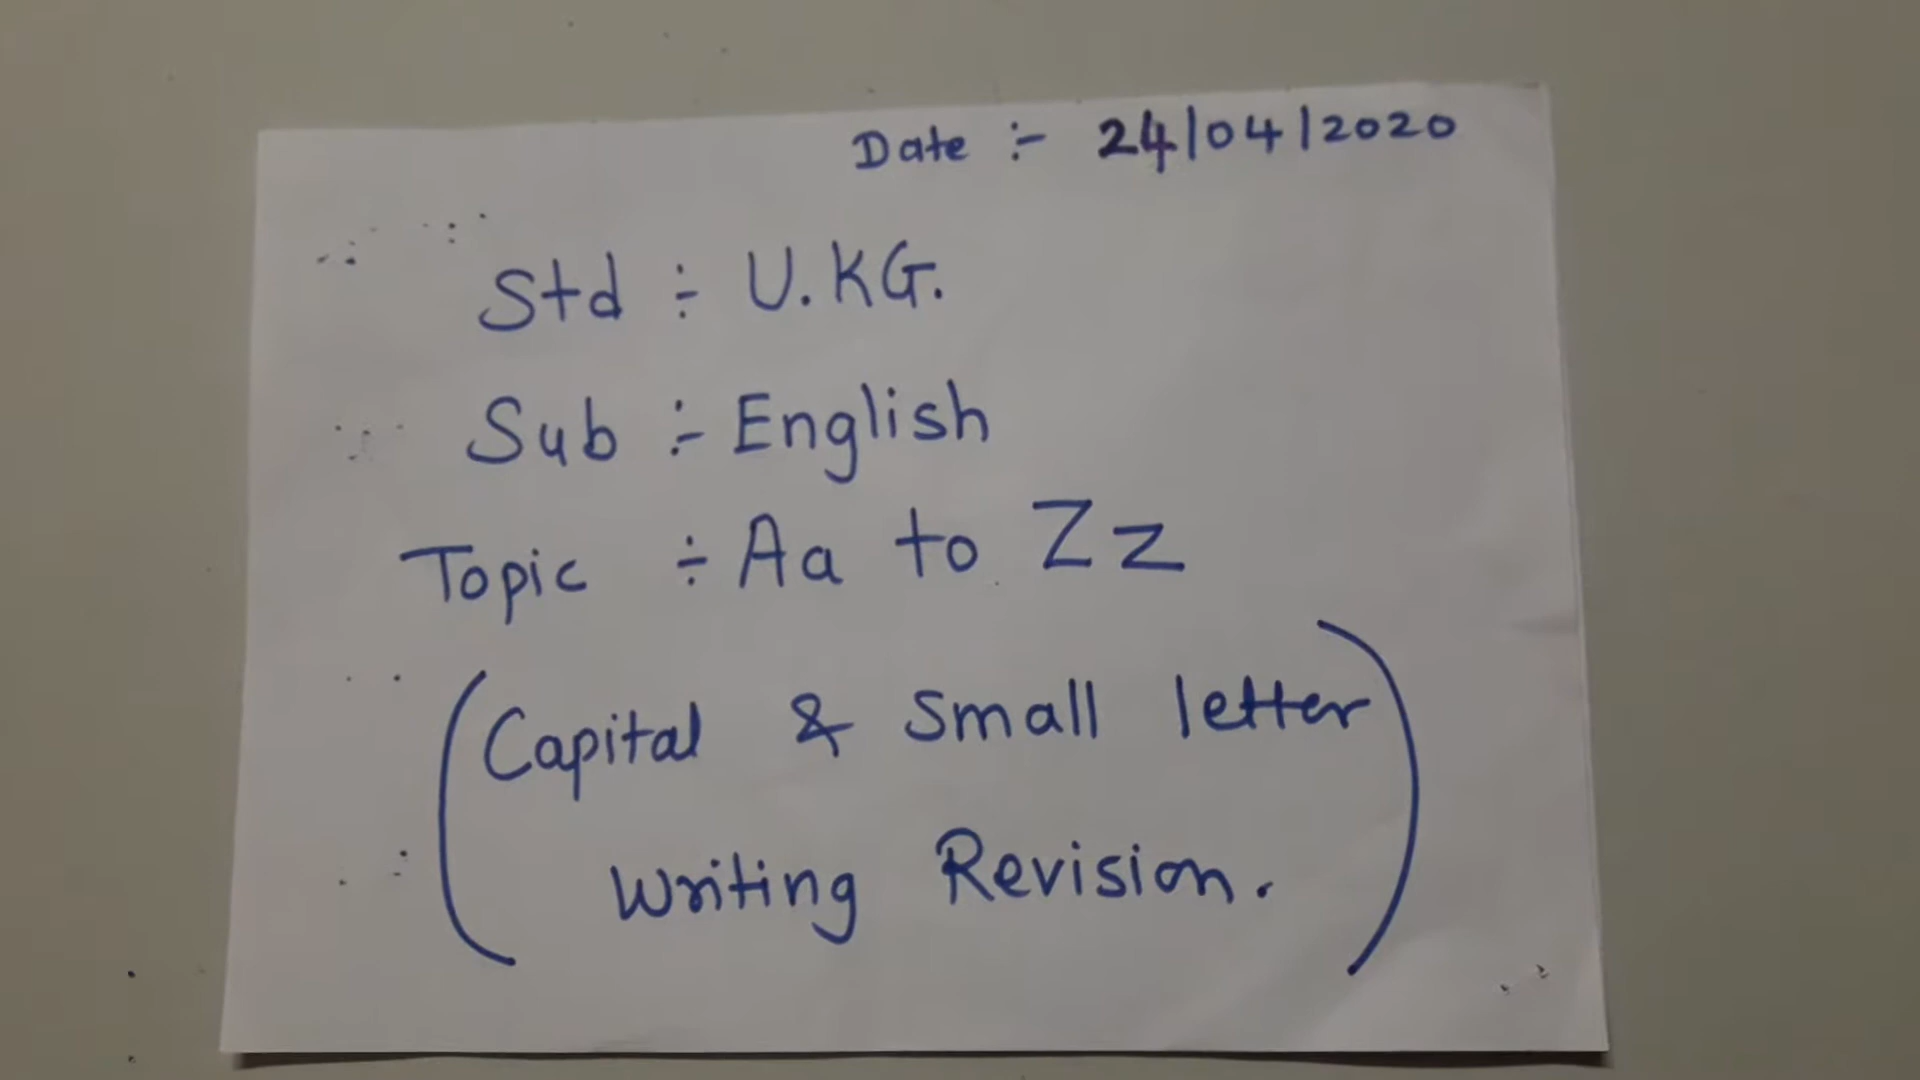 Date :- 24/04/2020
Std ÷ U.KG.
Sub :- English
Topic ÷ Aa to Zz
(Capital & Small letter
Writing Revision.)